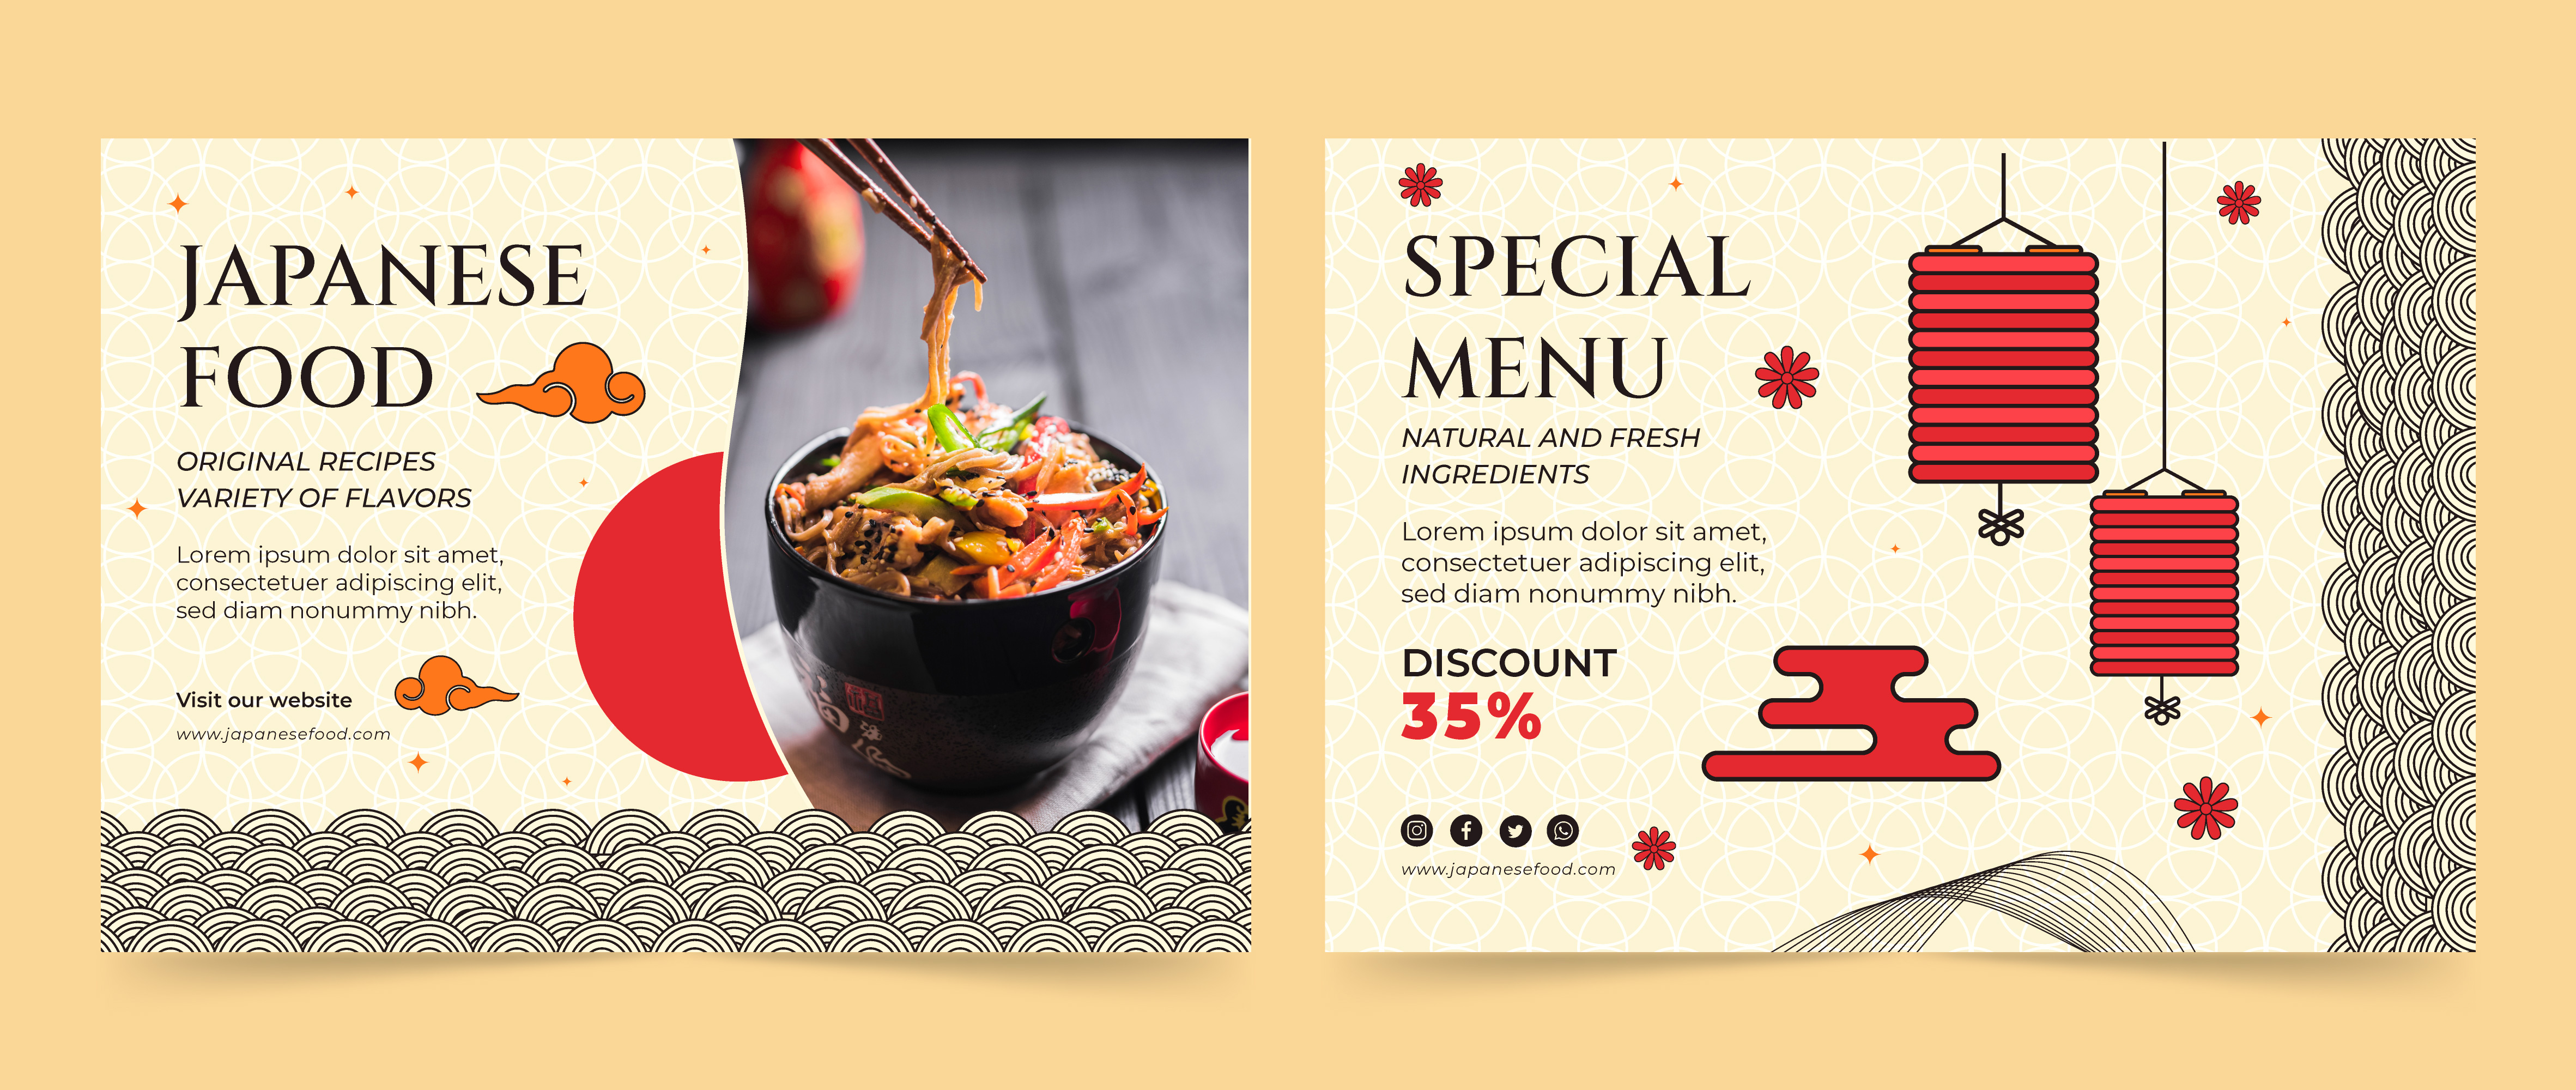 JAPANESE
FOOD
ORIGINAL RECIPES
VARIETY OF FLAVORS
Lorem ipsum dolor sit amet,
consectetuer adipiscing elit,
sed diam nonummy nibh.
Visit our website
www.japanesefood.com
SPECIAL
MENU
NATURAL AND FRESH
INGREDIENTS
Lorem ipsum dolor sit amet,
consectetuer adipiscing elit,
sed diam nonummy nibh.
DISCOUNT
35%
www.japanesefood.com